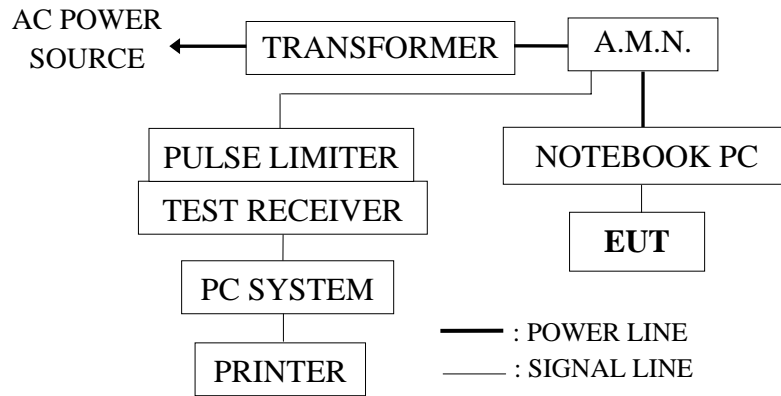 AC POWER
SOURCE
TRANSFORMER
A.M.N.
PULSE LIMITER
NOTEBOOK PC
TEST RECEIVER
EUT
PC SYSTEM
PRINTER
: POWER LINE
: SIGNAL LINE